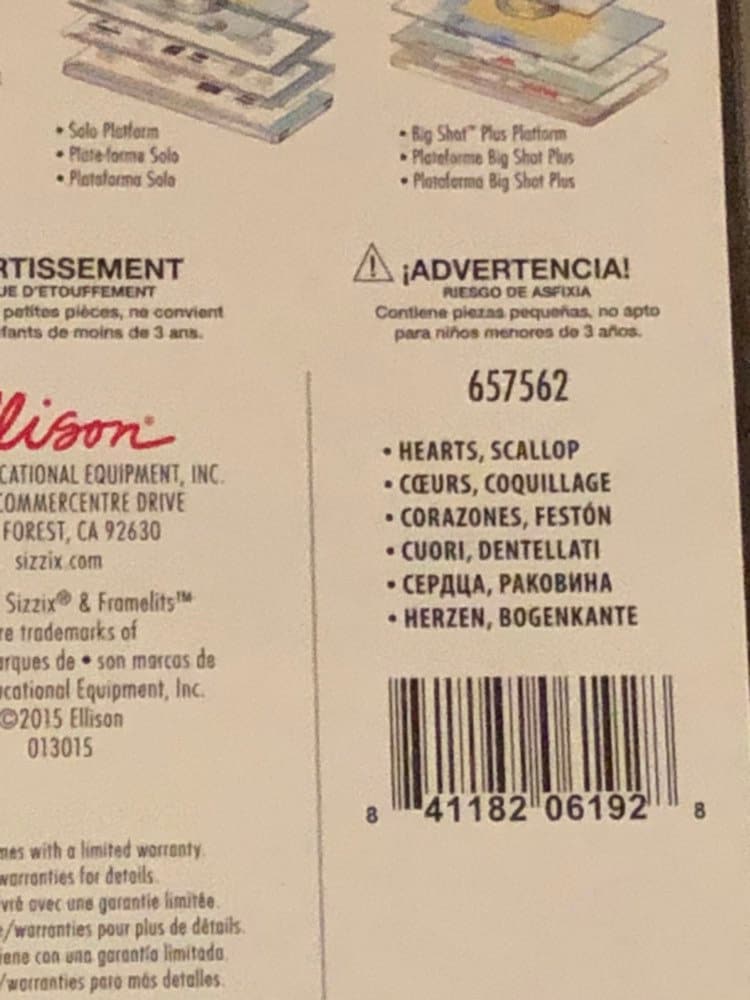 • Solo Platform
• Plate-forme Solo
• Plataforma Solo
• Big Shot™ Plus Platform
• Plateforme Big Shot Plus
• Plataforma Big Shot Plus
RTISSEMENT
UE D'ETOUFFEMENT
petites pièces, ne convient
fants de moins de 3 ans.
¡ADVERTENCIA!
RIESGO DE ASFIXIA
Contiene piezas pequeñas, no apto
para niños menores de 3 años.
llison®
CATIONAL EQUIPMENT, INC.
COMMERCENTRE DRIVE
FOREST, CA 92630
sizzix.com
Sizzix® & Framelits™
re trademarks of
arques de • son marcas de
ucational Equipment, Inc.
©2015 Ellison
013015
mes with a limited warranty.
warranties for details.
vré avec une garantie limitée.
e/warranties pour plus de détails.
iene con una garantía limitada.
/warranties para más detalles.
657562
• HEARTS, SCALLOP
• CŒURS, COQUILLAGE
• CORAZONES, FESTÓN
• CUORI, DENTELLATI
• СЕРДЦА, РАКОВИНА
• HERZEN, BOGENKANTE
8 41182 06192 8